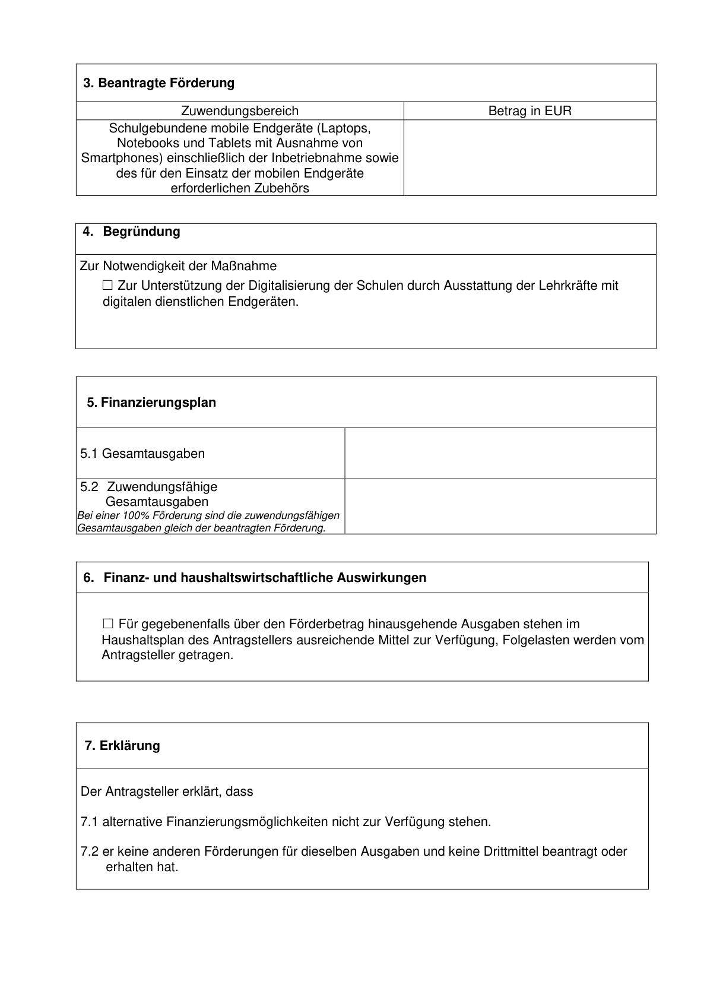 3. Beantragte Förderung
Zuwendungsbereich
Betrag in EUR
Schulgebundene mobile Endgeräte (Laptops,
Notebooks und Tablets mit Ausnahme von
Smartphones) einschließlich der Inbetriebnahme sowie
des für den Einsatz der mobilen Endgeräte
erforderlichen Zubehörs
4. Begründung
Zur Notwendigkeit der Maßnahme
☐ Zur Unterstützung der Digitalisierung der Schulen durch Ausstattung der Lehrkräfte mit
digitalen dienstlichen Endgeräten.
5. Finanzierungsplan
5.1 Gesamtausgaben
5.2 Zuwendungsfähige
Gesamtausgaben
Bei einer 100% Förderung sind die zuwendungsfähigen
Gesamtausgaben gleich der beantragten Förderung.
6. Finanz- und haushaltswirtschaftliche Auswirkungen
☐ Für gegebenenfalls über den Förderbetrag hinausgehende Ausgaben stehen im
Haushaltsplan des Antragstellers ausreichende Mittel zur Verfügung, Folgelasten werden vom
Antragsteller getragen.
7. Erklärung
Der Antragsteller erklärt, dass
7.1 alternative Finanzierungsmöglichkeiten nicht zur Verfügung stehen.
7.2 er keine anderen Förderungen für dieselben Ausgaben und keine Drittmittel beantragt oder
erhalten hat.